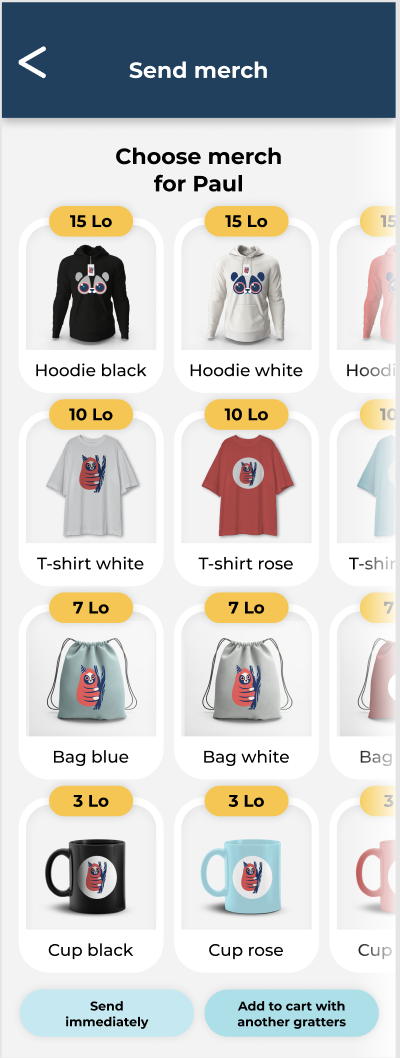 Send merch
Choose merch
for Paul
15 Lo
15 Lo
15
Hoodie black
Hoodie white
Hoodi
10 Lo
10 Lo
10
T-shirt white
T-shirt rose
T-shir
7 Lo
7 Lo
7
Bag blue
Bag white
Bag
3 Lo
3 Lo
3
Cup black
Cup rose
Cup
Send
immediately
Add to cart with
another gratters